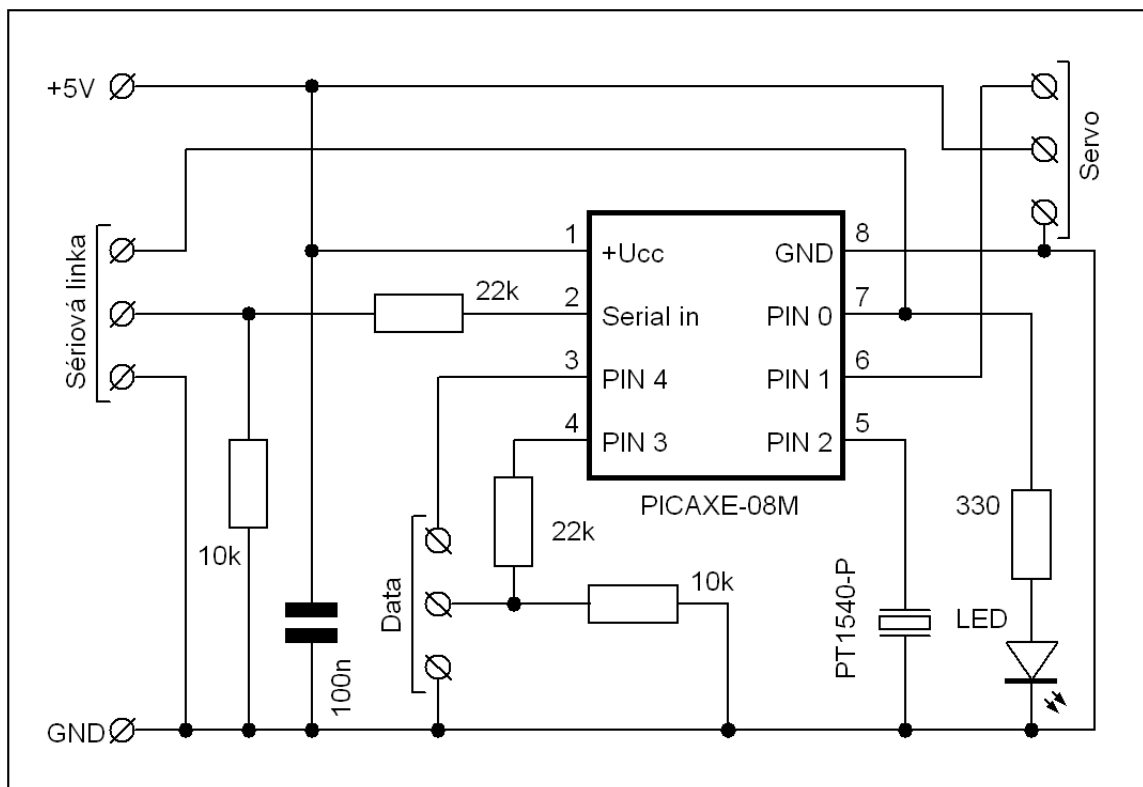 +5V
Servo
Sériová linka
1
+Ucc
GND
8
22k
2
Serial in
PIN 0
7
3
PIN 4
PIN 1
6
4
PIN 3
PIN 2
5
PICAXE-08M
330
22k
10k
10k
Data
PT1540-P
LED
100n
GND